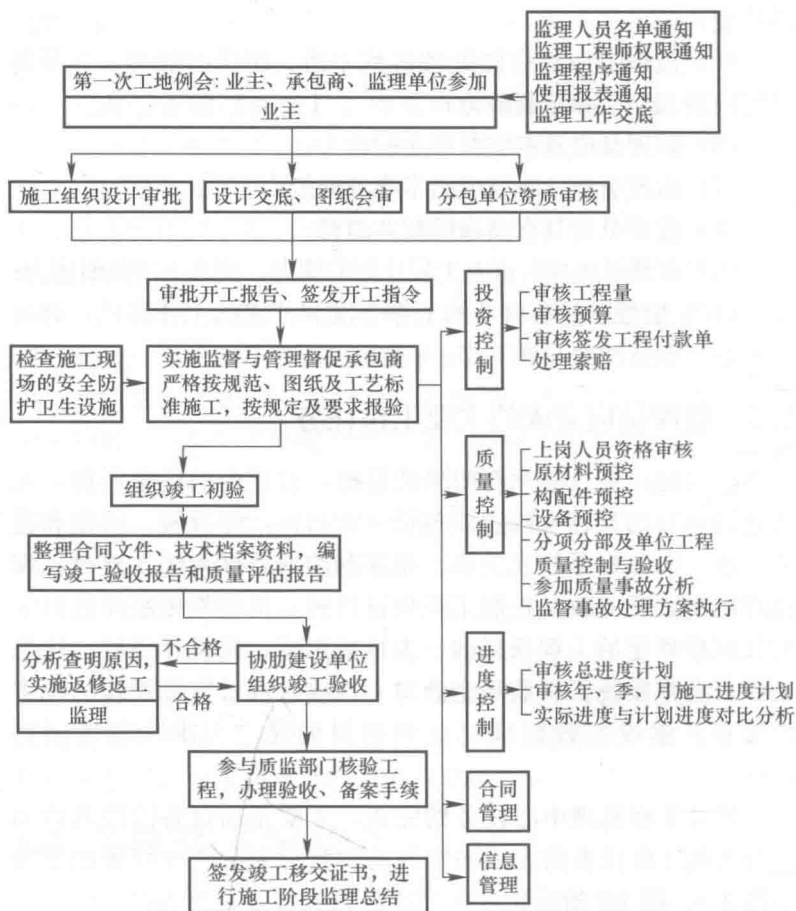 监理人员名单通知
监理工程师权限通知
监理程序通知
使用报表通知
监理工作交底
第一次工地例会：业主、承包商、监理单位参加
业主
施工组织设计审批
设计交底、图纸会审
分包单位资质审核
审批开工报告、签发开工指令
检查施工现
场的安全防
护卫生设施
实施监督与管理督促承包商
严格按规范、图纸及工艺标
准施工，按规定及要求报验
投资控制
审核工程量
审核预算
审核签发工程付款单
处理索赔
组织竣工初验
质量控制
上岗人员资格审核
原材料预控
构配件预控
设备预控
分项分部及单位工程
质量控制与验收
参加质量事故分析
监督事故处理方案执行
整理合同文件、技术档案资料，编
写竣工验收报告和质量评估报告
分析查明原因，
实施返修返工
监理
不合格
合格
协助建设单位
组织竣工验收
进度控制
审核总进度计划
审核年、季、月施工进度计划
实际进度与计划进度对比分析
参与质监部门核验工
程，办理验收、备案手续
合同
管理
签发竣工移交证书，进
行施工阶段监理总结
信息
管理